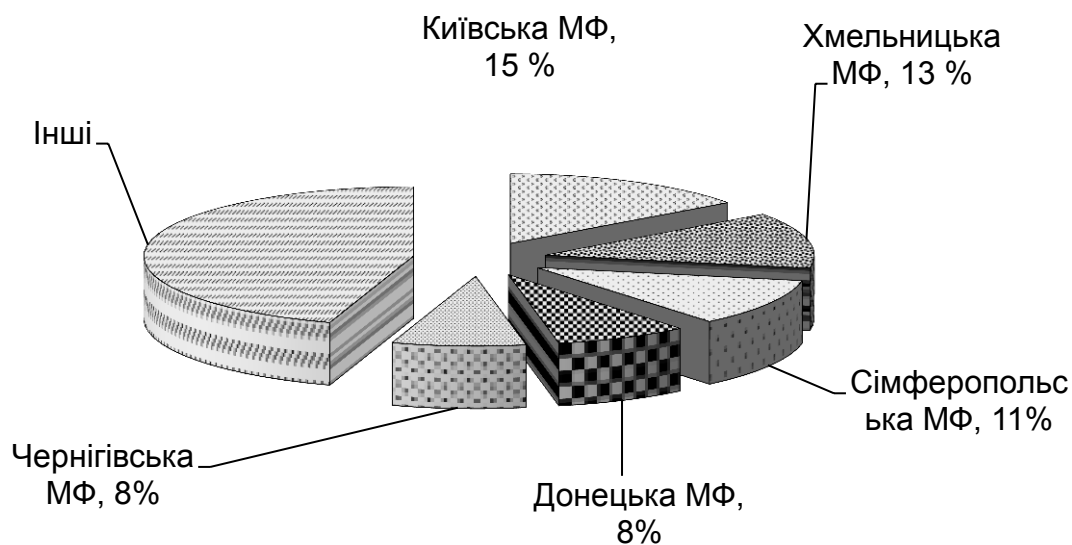 Київська МФ,
15 %
Хмельницька
МФ, 13 %
Інші
Сімферопольс
ька МФ, 11%
Чернігівська
МФ, 8%
Донецька МФ,
8%